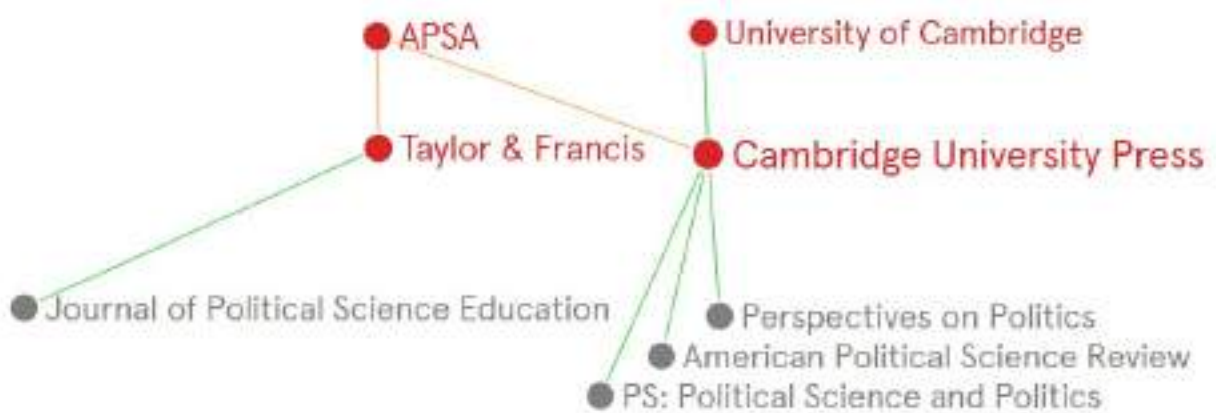 APSA
University of Cambridge
Taylor & Francis
Cambridge University Press
Journal of Political Science Education
Perspectives on Politics
American Political Science Review
PS: Political Science and Politics